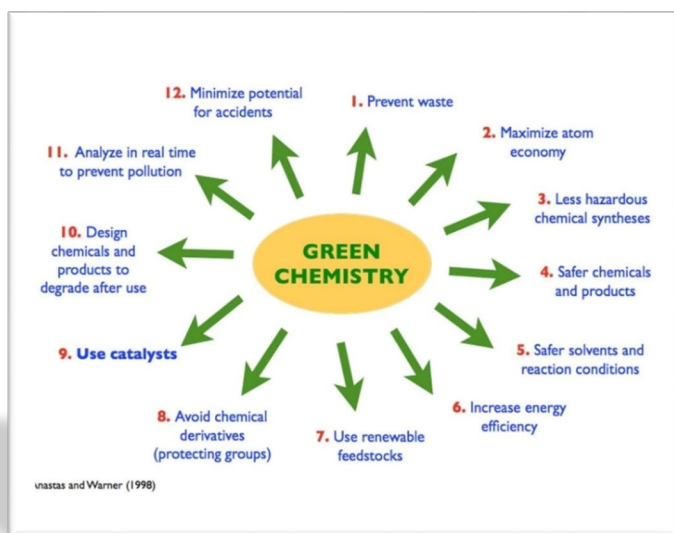 GREEN
CHEMISTRY
1. Prevent waste
2. Maximize atom
economy
3. Less hazardous
chemical syntheses
4. Safer chemicals
and products
5. Safer solvents and
reaction conditions
6. Increase energy
efficiency
7. Use renewable
feedstocks
8. Avoid chemical
derivatives
(protecting groups)
9. Use catalysts
10. Design
chemicals and
products to
degrade after use
11. Analyze in real time
to prevent pollution
12. Minimize potential
for accidents
and Warner (1998)